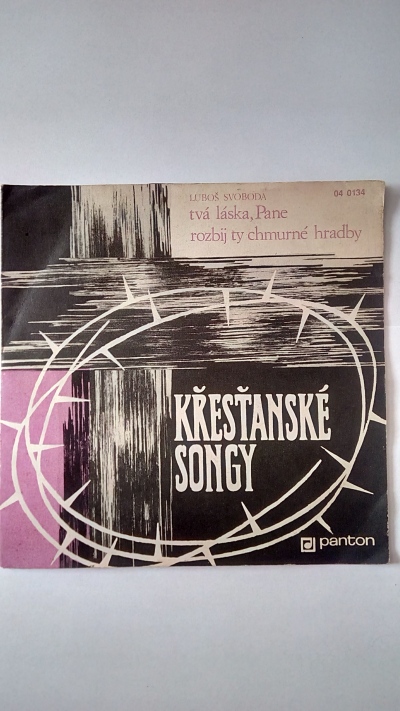 LUBOŠ SVOBODA
04 0134
tvá láska, Pane
rozbij ty chmurné hradby
KŘESŤANSKÉ
SONGY
panton